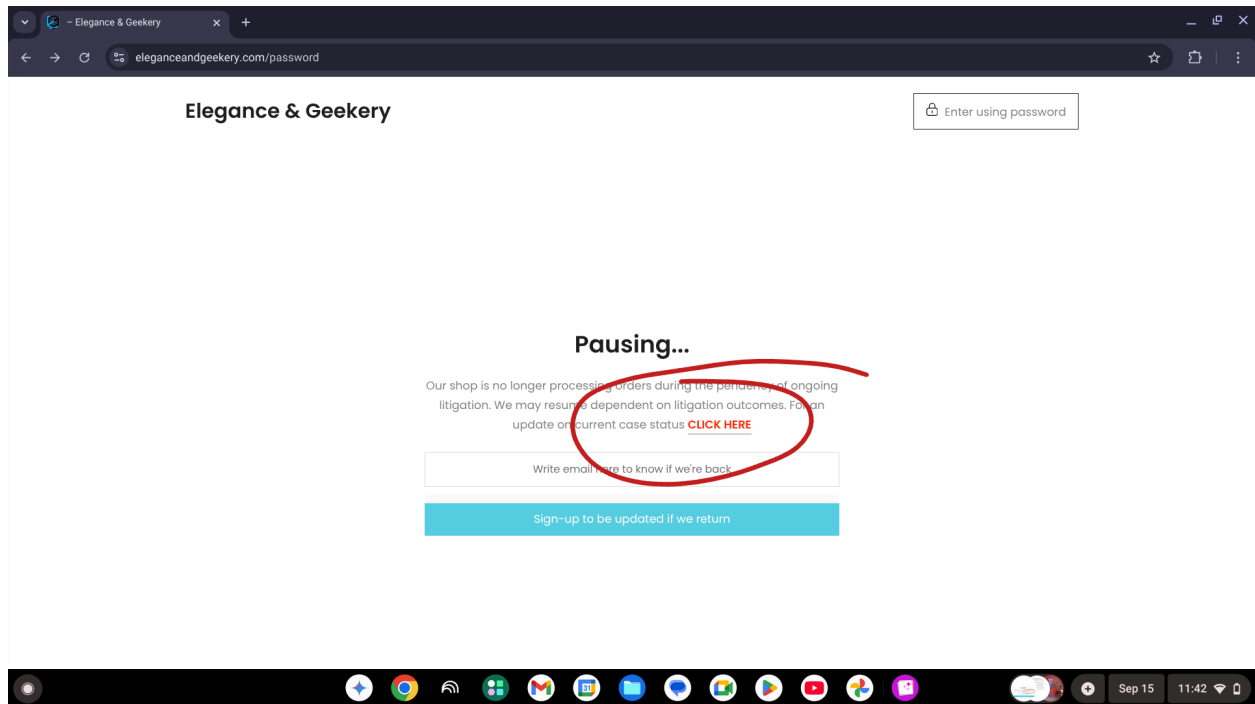 – Elegance & Geekery
eleganceandgeekery.com/password
Elegance & Geekery
Enter using password
Pausing...
Our shop is no longer processing orders during the pendency of ongoing
litigation. We may resume dependent on litigation outcomes. For an
update on current case status CLICK HERE
Write email here to know if we're back
Sign-up to be updated if we return
31
Sep 15
11:42